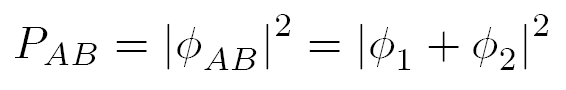 P_{AB} = |\phi_{AB}|^2 = |\phi_1 + \phi_2|^2